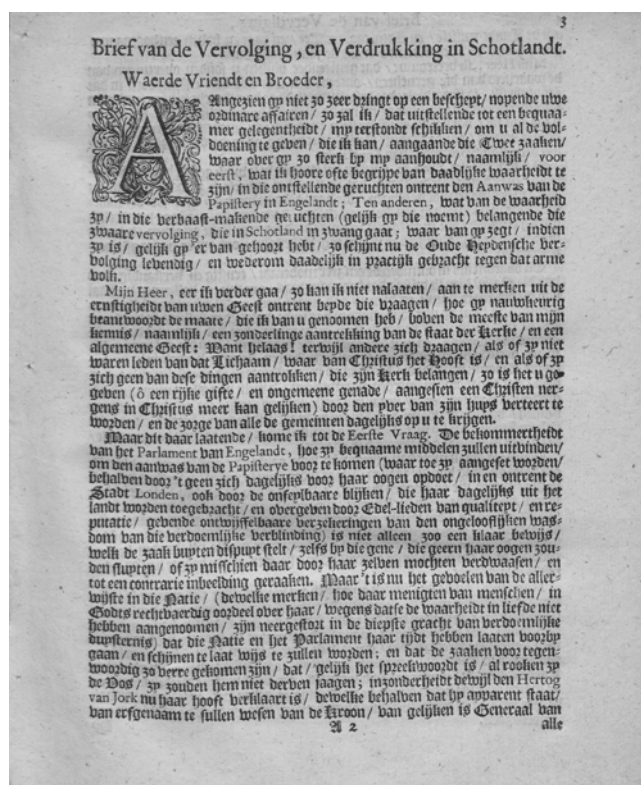 3
Brief van de Vervolging, en Verdrukking in Schotlandt.
Waerde Vriendt en Broeder,
AAngezien gy niet zo zeer dringt op een bescheyt/ nopende uwe
ordinare affairen / zo zal ik / dat uitstellende tot een bequaa-
mer gelegentheidt / my terstondt schikken / om u al de vol-
doening te geven / die ik kan / aangaande die Twee zaaken/
waar over gy zo sterk by my aanhoudt / naamlijk / voor
eerst, wat ik hoore ofte begrijpe van daadlijke waarheidt te
zijn/ in die ontstellende geruchten ontrent den Aanwas van de
Papistery in Engelandt; Ten anderen, wat van de waarheid
zy / in die verbaast-makende geruchten (gelijk gy die noemt) belangende die
zwaare vervolging, die in Schotland in zwang gaat; waar van gy zegt / indien
zy is / gelijk gy 'er van gehoort hebt / zo schijnt nu de Oude Heydensche ver-
volging levendig / en wederom daadelijk in practijk gebracht tegen dat arme
volk.
Mijn Heer, eer ik verder gaa / zo kan ik niet nalaaten / aan te merken uit de
ernstigheidt van uwen Geest ontrent beyde die vraagen / hoe gy nauwkeurig
beantwoordt de maate / die ik van u genoomen heb / boven de meeste van mijn
kennis / naamlijk / een zonderlinge aantrekking van de staat der Kerke / en een
algemeene Geest: Want helaas! terwijl andere zich draagen / als of zy niet
waren leden van dat Lichaam / waar van Christus het Hooft is / en als of zy
zich geen van dese dingen aantrokken / die zijn Kerk belangen / zo is het u ge-
geven (ô een rijke gifte / en ongemeene genade / aangesien een Christen ner-
gens in Christus meer kan gelijken) door den yver van zijn huys verteert te
worden / en de zorge van alle de gemeinten dagelijks op u te krijgen.
Maar dit daar laatende / kome ik tot de Eerste Vraag. De bekommertheidt
van het Parlament van Engelandt, hoe zy bequaame middelen zullen uitvinden/
om den aanwas van de Papisterye voor te komen (waar toe zy aangeset worden/
behalven door 't geen zich dagelijks voor haar oogen opdoet / in en ontrent de
Stadt Londen, ook door de onfeylbaare blijken / die haar dagelijks uit het
landt worden toegebracht / en overgeven door Edel-lieden van qualiteyt / en re-
putatie / gevende ontwijffelbaare verzekeringen van den ongelooflijken was-
dom van die verdoemlijke verblinding) is niet alleen zoo een klaar bewijs/
welk de zaak buyten dispuyt stelt / zelfs by die gene / die geern haar oogen zou-
den sluyten / of zy misschien daar door haar zelven mochten verdwaasen / en
tot een contrarie inbeelding geraaken. Maar 't is nu het gevoelen van de aller-
wijste in die Natie / (dewelke merken / hoe daar menigten van menschen / in
Godts rechtvaerdig oordeel over haar / wegens datse de waarheidt in liefde niet
hebben aangenoomen / zijn neergestort in de diepste gracht van verdoemlijke
duysternis) dat die Natie en het Parlament haar tijdt hebben laaten voorby
gaan / en schijnen te laat wijs te zullen worden; en dat de zaaken voor tegen-
woordig zo verre gekomen zijn / dat / gelijk het spreekwoordt is / al rooken zy
de Vos / zy zouden hem niet derven jaagen; inzonderheidt dewijl den Hertog
van Jork nu haar hooft verklaart is / dewelke behalven dat hy apparent staat/
van erfgenaam te sullen wesen van de Kroon / van gelijken is Generaal van
A 2 alle